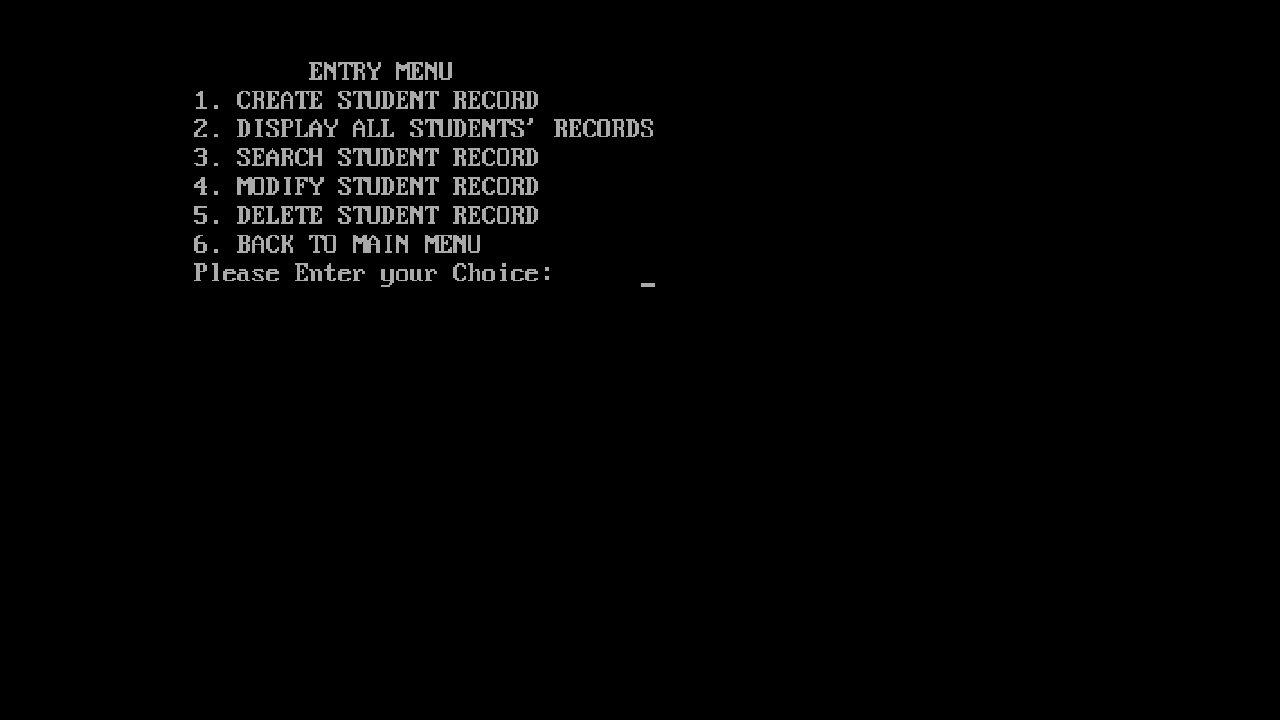 ENTRY MENU
1. CREATE STUDENT RECORD
2. DISPLAY ALL STUDENTS' RECORDS
3. SEARCH STUDENT RECORD
4. MODIFY STUDENT RECORD
5. DELETE STUDENT RECORD
6. BACK TO MAIN MENU
Please Enter your Choice: _